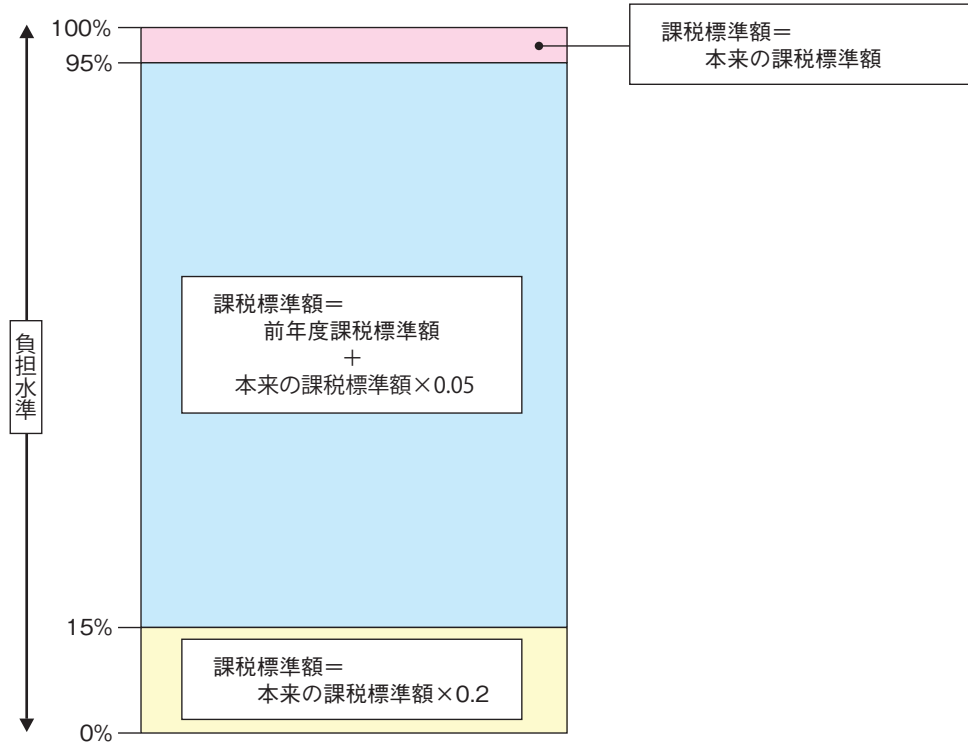 100%
95%
課税標準額＝
本来の課税標準額
課税標準額＝
前年度課税標準額
＋
本来の課税標準額×0.05
負担水準
15%
課税標準額＝
本来の課税標準額×0.2
0%